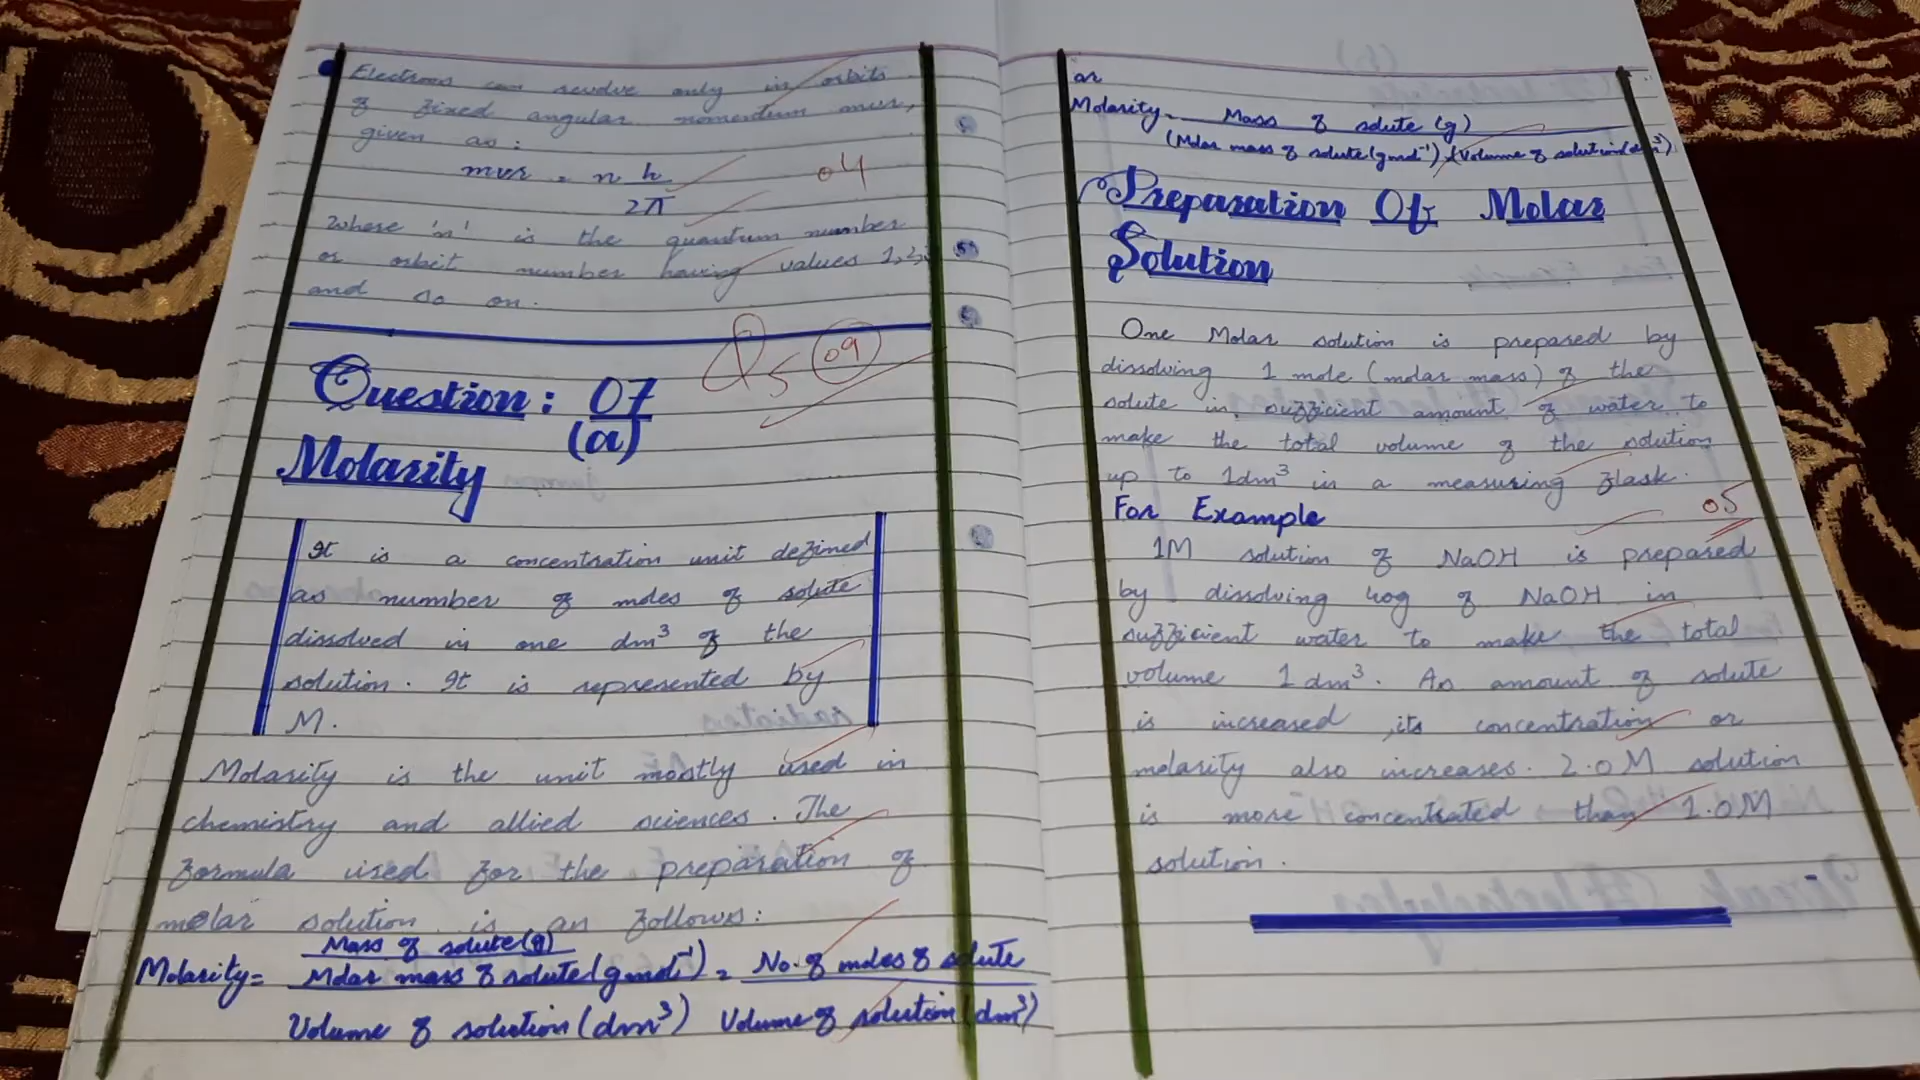 Electrons can revolve only in orbits
of fixed angular momentum mvr,
given as:
mvr = n h
2π
04
where 'n' is the quantum number
or orbit number having values 1,2,3
and so on.
Q5 09
Question: 07
(a)
Molarity
It is a concentration unit defined
as number of moles of solute
dissolved in one dm³ of the
solution. It is represented by
M.
Molarity is the unit mostly used in
chemistry and allied sciences. The
formula used for the preparation of
molar solution is an follows:
Mass of solute(g)
Molarity= Molar mass of solute(gmol⁻¹) = No. of moles of solute
Volume of solution(dm³) Volume of solution(dm³)
or
Molarity = Mass of solute (g)
(Molar mass of solute(gmol⁻¹) × (Volume of solution(dm³)
Preparation Of Molar
Solution
One Molar solution is prepared by
dissolving 1 mole (molar mass) of the
solute in sufficient amount of water to
make the total volume of the solution
up to 1dm³ in a measuring flask.
For Example
05
1M solution of NaOH is prepared
by dissolving 40g of NaOH in
sufficient water to make the total
volume 1 dm³. As amount of solute
is increased ,its concentration or
molarity also increases. 2.0M solution
is more concentrated than 1.0M
solution.